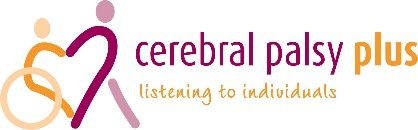 cerebral palsy plus
listening to individuals